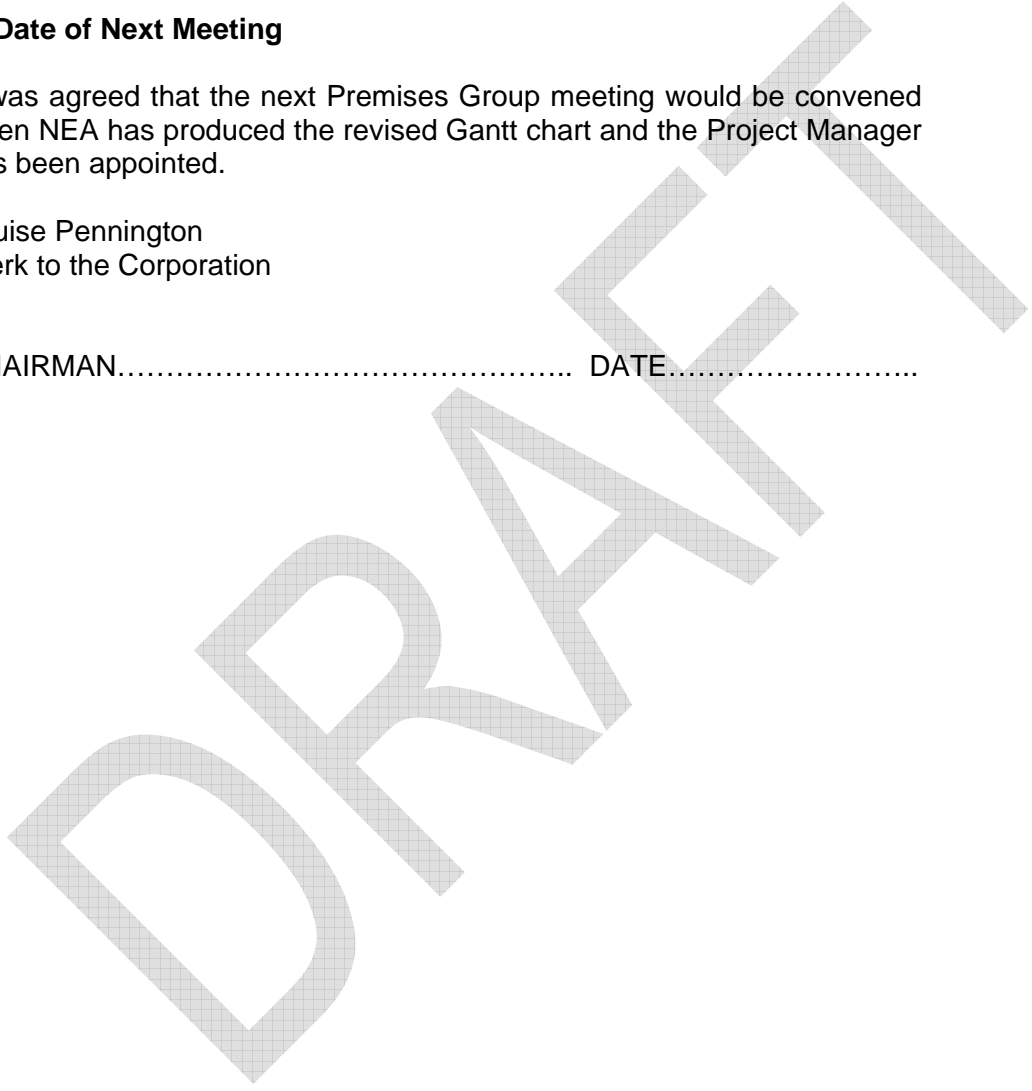 Date of Next Meeting
was agreed that the next Premises Group meeting would be convened
en NEA has produced the revised Gantt chart and the Project Manager
s been appointed.
uise Pennington
erk to the Corporation
HAIRMAN……………………………………….. DATE……………………..
DRAFT